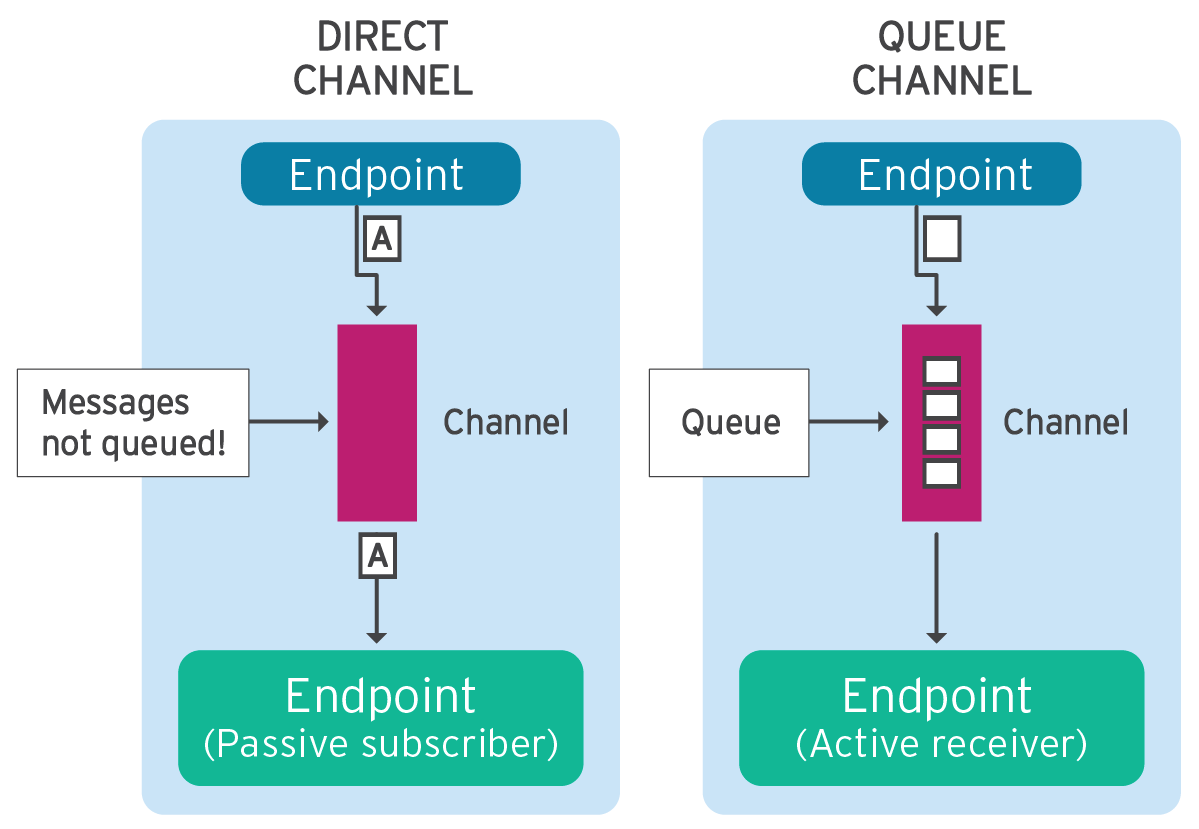 DIRECT
CHANNEL
Endpoint
A
Messages
not queued!
Channel
A
Endpoint
(Passive subscriber)
QUEUE
CHANNEL
Endpoint
Queue
Channel
Endpoint
(Active receiver)